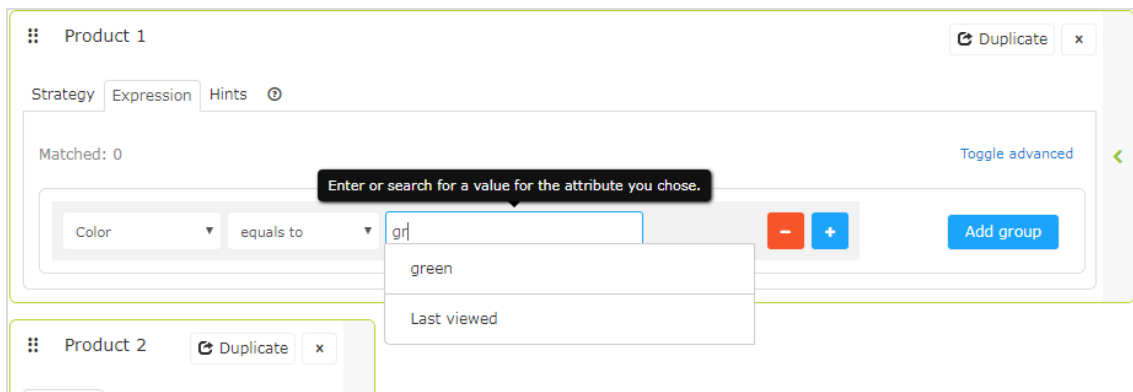 Product 1
Duplicate x
Strategy Expression Hints
Matched: 0 Toggle advanced
Enter or search for a value for the attribute you chose.
Color equals to gr - + Add group
green
Last viewed
Product 2 Duplicate x